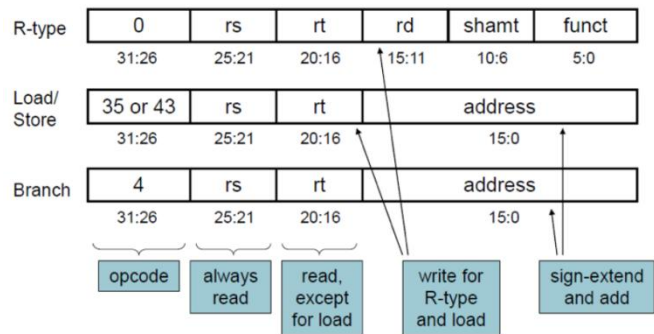 R-type 0 rs rt rd shamt funct
31:26 25:21 20:16 15:11 10:6 5:0
Load/
Store
35 or 43 rs rt address
31:26 25:21 20:16 15:0
Branch 4 rs rt address
31:26 25:21 20:16 15:0
opcode
always
read
read,
except
for load
write for
R-type
and load
sign-extend
and add